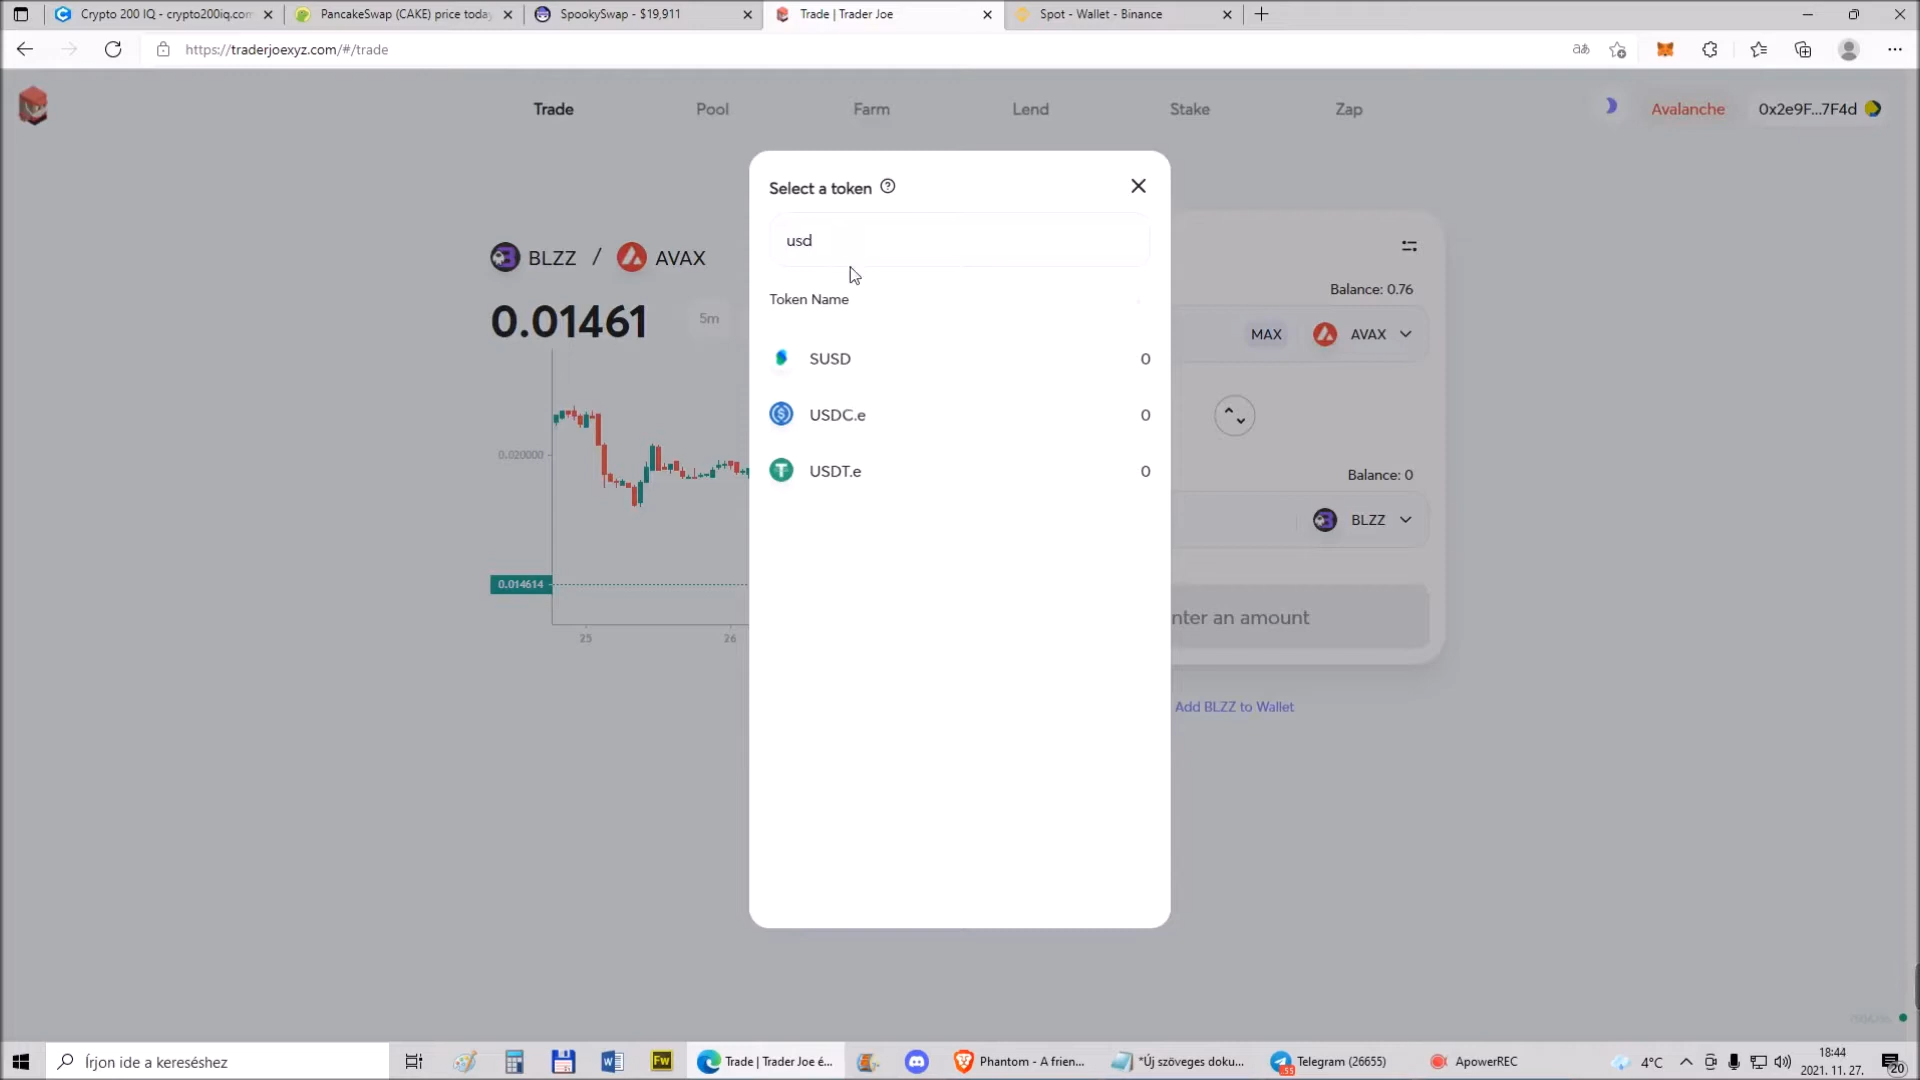 Crypto 200 IQ - crypto200iq.com
PancakeSwap (CAKE) price today
SpookySwap - $19,911
Trade | Trader Joe
Spot - Wallet - Binance
https://traderjoexyz.com/#/trade
Trade
Pool
Farm
Lend
Stake
Zap
Avalanche
0x2e9F...7F4d
Select a token
usd
Token Name
SUSD 0
USDC.e 0
USDT.e 0
BLZZ / AVAX
0.01461
5m
0.020000
0.014614
25
26
Balance: 0.76
MAX
AVAX
Balance: 0
BLZZ
nter an amount
Add BLZZ to Wallet
Írjon ide a kereséshez
Fw
Trade | Trader Joe é...
Phantom - A frien...
*Új szöveges doku...
Telegram (26655)
ApowerREC
4°C
18:44
2021. 11. 27.
20